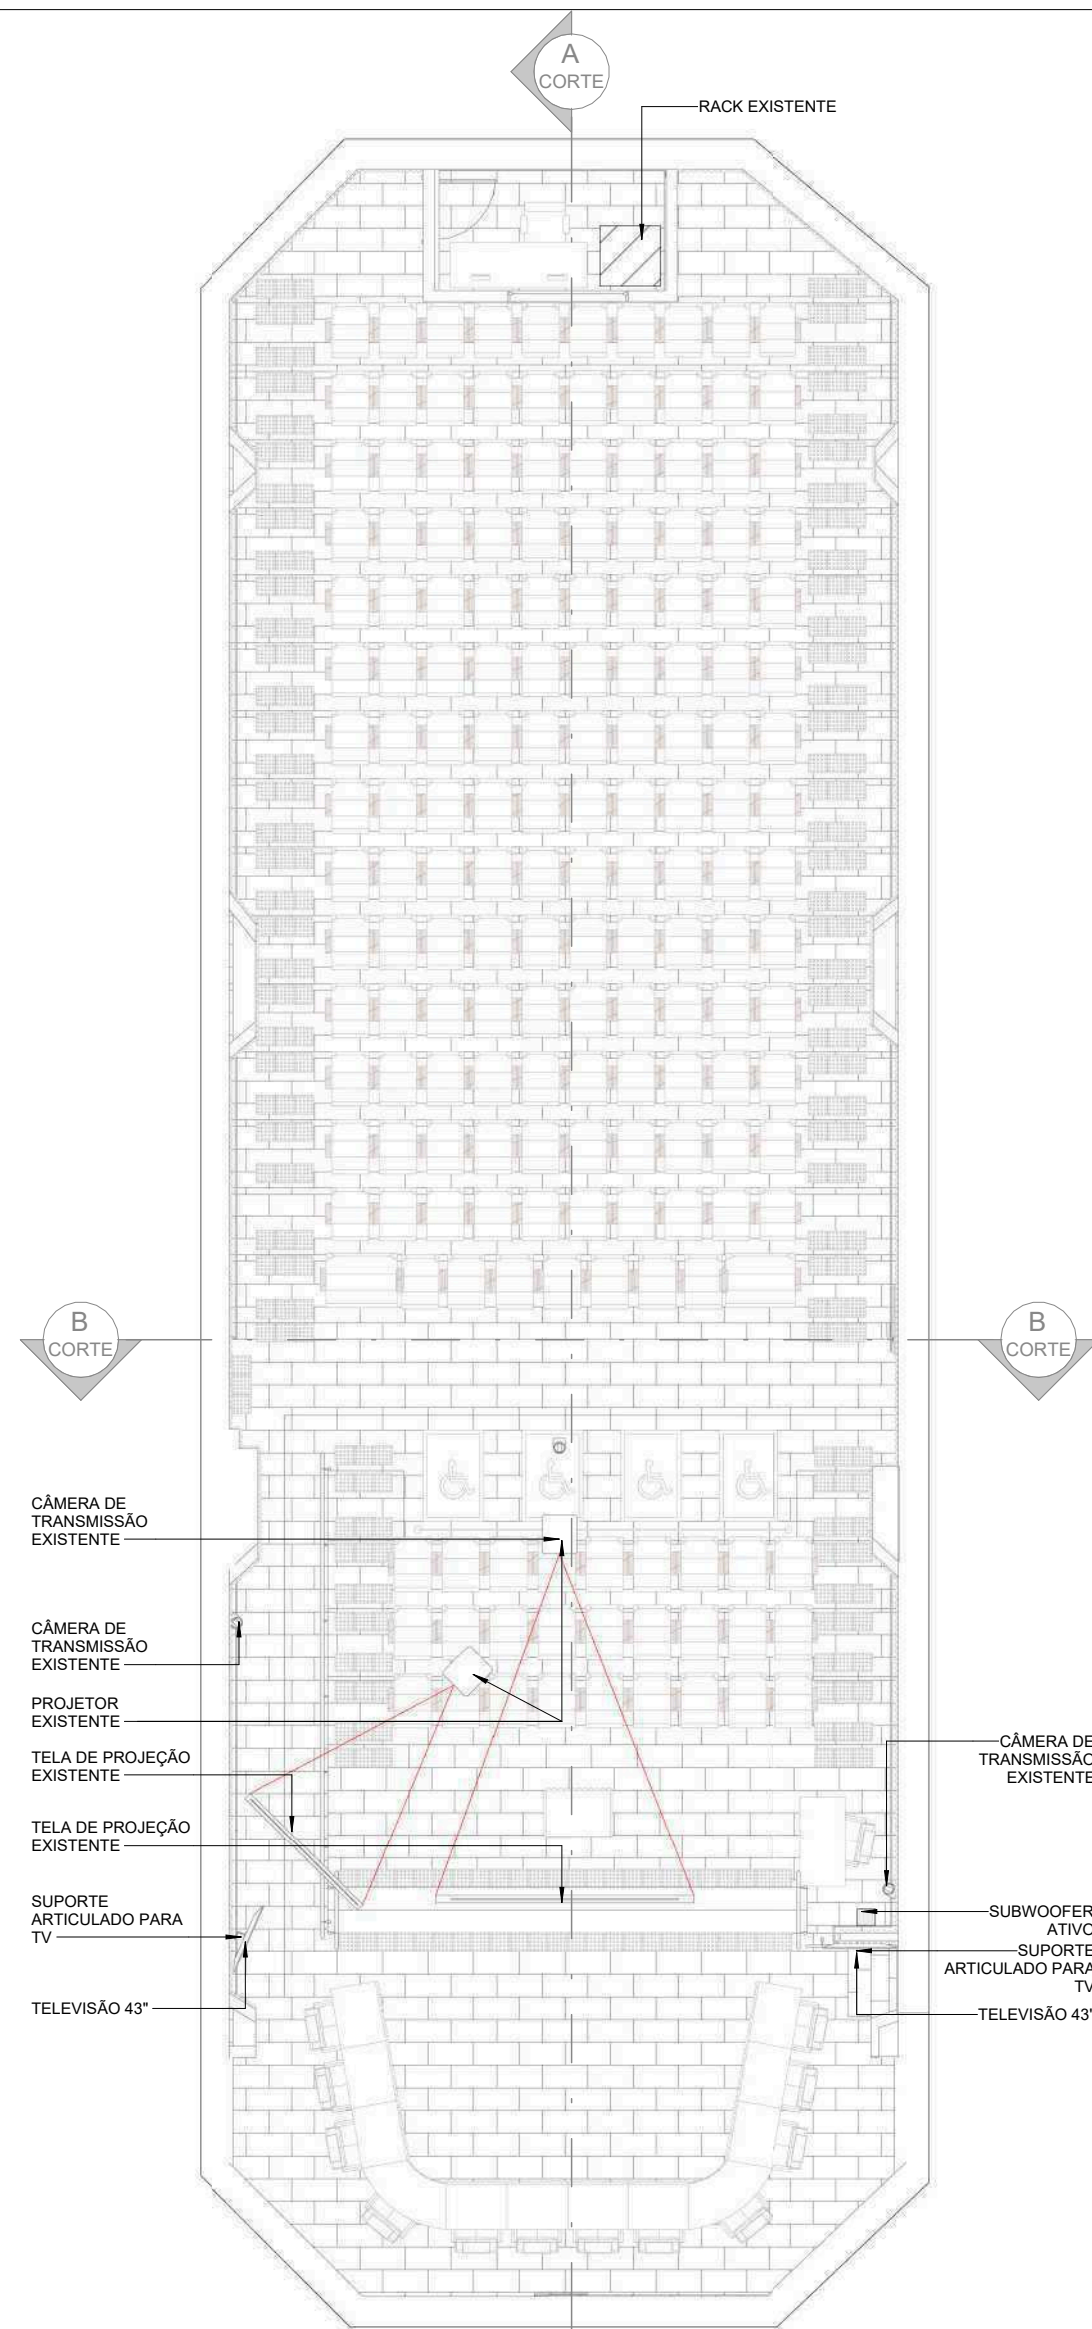 A
CORTE
RACK EXISTENTE
B
CORTE
B
CORTE
CÂMERA DE
TRANSMISSÃO
EXISTENTE
CÂMERA DE
TRANSMISSÃO
EXISTENTE
PROJETOR
EXISTENTE
TELA DE PROJEÇÃO
EXISTENTE
TELA DE PROJEÇÃO
EXISTENTE
SUPORTE
ARTICULADO PARA
TV
TELEVISÃO 43"
CÂMERA DE
TRANSMISSÃO
EXISTENTE
SUBWOOFER
ATIVO
SUPORTE
ARTICULADO PARA
TV
TELEVISÃO 43"